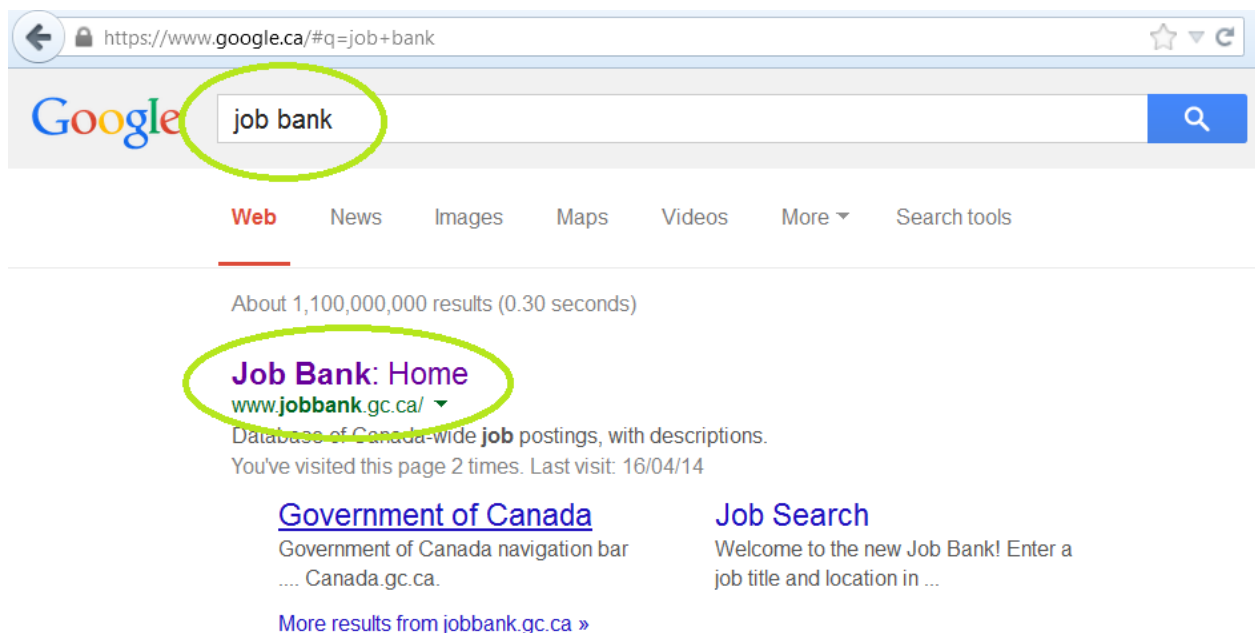 https://www.google.ca/#q=job+bank
Google job bank
Web News Images Maps Videos More Search tools
About 1,100,000,000 results (0.30 seconds)
Job Bank: Home
www.jobbank.gc.ca/
Database of Canada-wide job postings, with descriptions.
You've visited this page 2 times. Last visit: 16/04/14
Government of Canada
Government of Canada navigation bar
.... Canada.gc.ca.
Job Search
Welcome to the new Job Bank! Enter a
job title and location in ...
More results from jobbank.gc.ca »